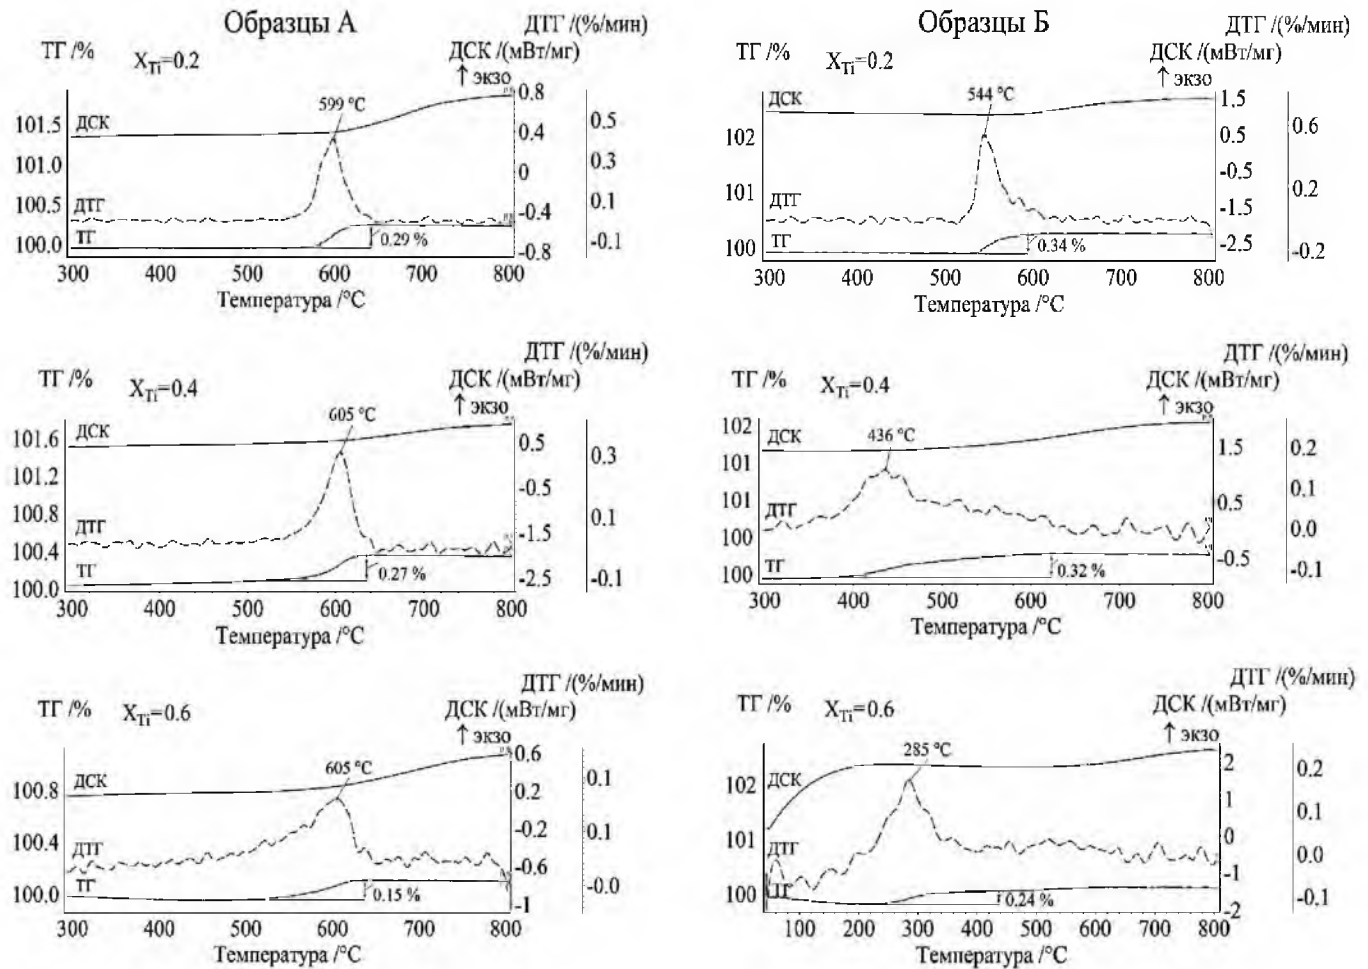 Образцы А
ТГ /%
X_Ti=0.2
ДТГ /(%/мин)
ДСК /(мВт/мг)
↑ экзо
599 °C
ДСК
ДТГ
ТГ
0.29 %
101.5
101.0
100.5
100.0
0.8
0.4
0
-0.4
-0.8
0.5
0.3
0.1
-0.1
300 400 500 600 700 800
Температура /°C
Образцы Б
ТГ /%
X_Ti=0.2
ДТГ /(%/мин)
ДСК /(мВт/мг)
↑ экзо
544 °C
ДСК
ДТГ
ТГ
0.34 %
102
101
100
1.5
0.5
-0.5
-1.5
-2.5
0.6
0.2
-0.2
300 400 500 600 700 800
Температура /°C
ТГ /%
X_Ti=0.4
ДТГ /(%/мин)
ДСК /(мВт/мг)
↑ экзо
605 °C
ДСК
ДТГ
ТГ
0.27 %
101.6
101.2
100.8
100.4
100.0
0.5
-0.5
-1.5
-2.5
0.3
0.1
-0.1
300 400 500 600 700 800
Температура /°C
ТГ /%
X_Ti=0.4
ДТГ /(%/мин)
ДСК /(мВт/мг)
↑ экзо
436 °C
ДСК
ДТГ
ТГ
0.32 %
102
101
101
100
100
1.5
0.5
-0.5
0.2
0.1
0.0
-0.1
300 400 500 600 700 800
Температура /°C
ТГ /%
X_Ti=0.6
ДТГ /(%/мин)
ДСК /(мВт/мг)
↑ экзо
605 °C
ДСК
ДТГ
ТГ
0.15 %
100.8
100.4
100.0
0.6
0.2
-0.2
-0.6
-1
0.1
0.1
-0.0
300 400 500 600 700 800
Температура /°C
ТГ /%
X_Ti=0.6
ДТГ /(%/мин)
ДСК /(мВт/мг)
↑ экзо
285 °C
ДСК
ДТГ
ТГ
0.24 %
102
101
100
2
1
0
-1
-2
0.2
0.1
0.0
-0.1
100 200 300 400 500 600 700 800
Температура /°C